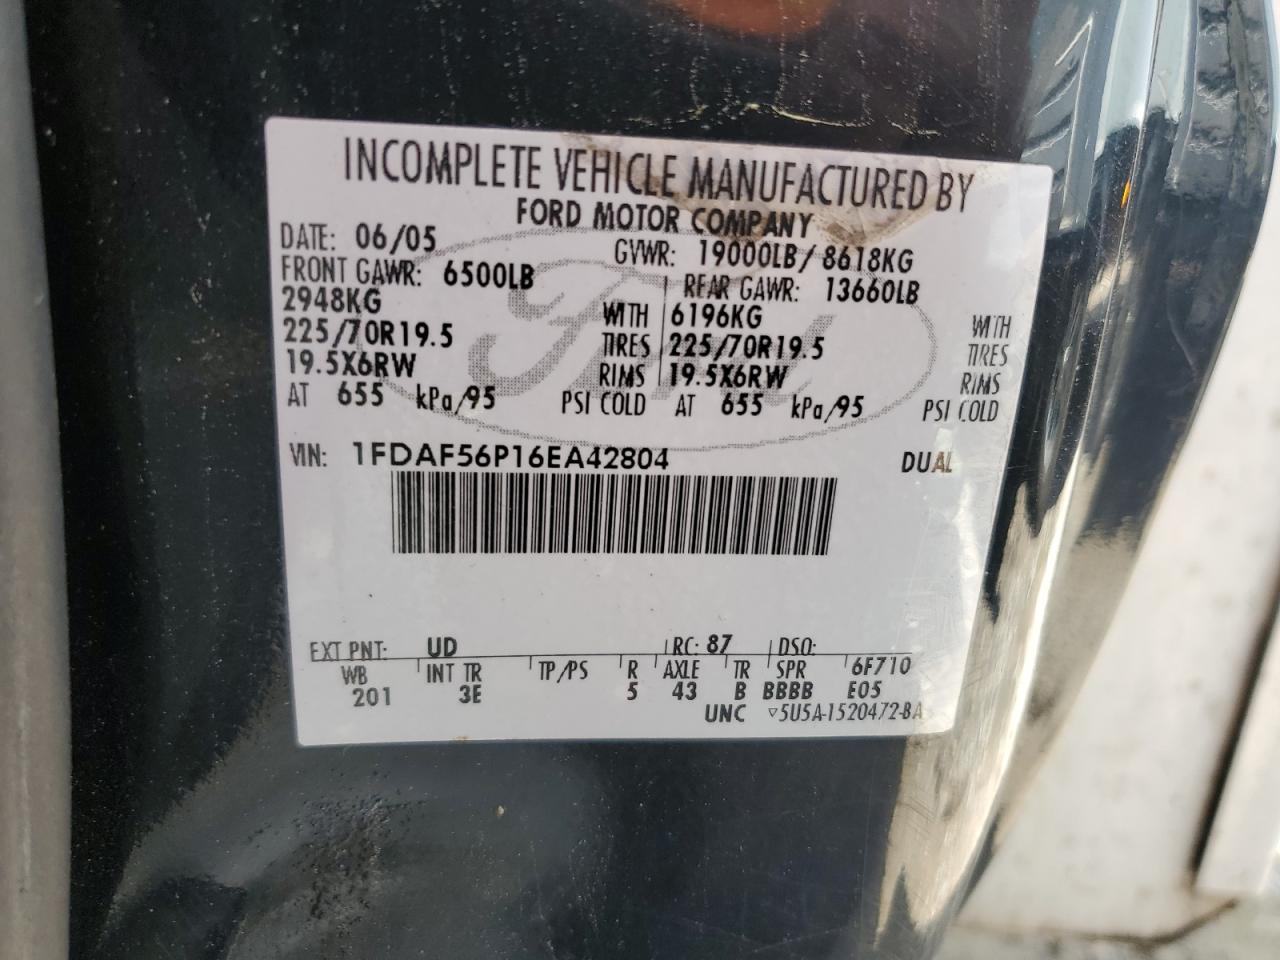 INCOMPLETE VEHICLE MANUFACTURED BY
FORD MOTOR COMPANY
DATE: 06/05 GVWR: 19000LB/ 8618KG
FRONT GAWR: 6500LB REAR GAWR: 13660LB
2948KG WITH 6196KG WITH
225/70R19.5 TIRES 225/70R19.5 TIRES
19.5X6RW RIMS 19.5X6RW RIMS
AT 655 kPa/95 PSI COLD AT 655 kPa/95 PSI COLD
VIN: 1FDAF56P16EA42804 DUAL
EXT PNT: UD RC: 87 DSO:
WB INT TR TP/PS R AXLE TR SPR 6F710
201 3E 5 43 B BBBB E05
UNC ▽5U5A-1520472-BA
Ford